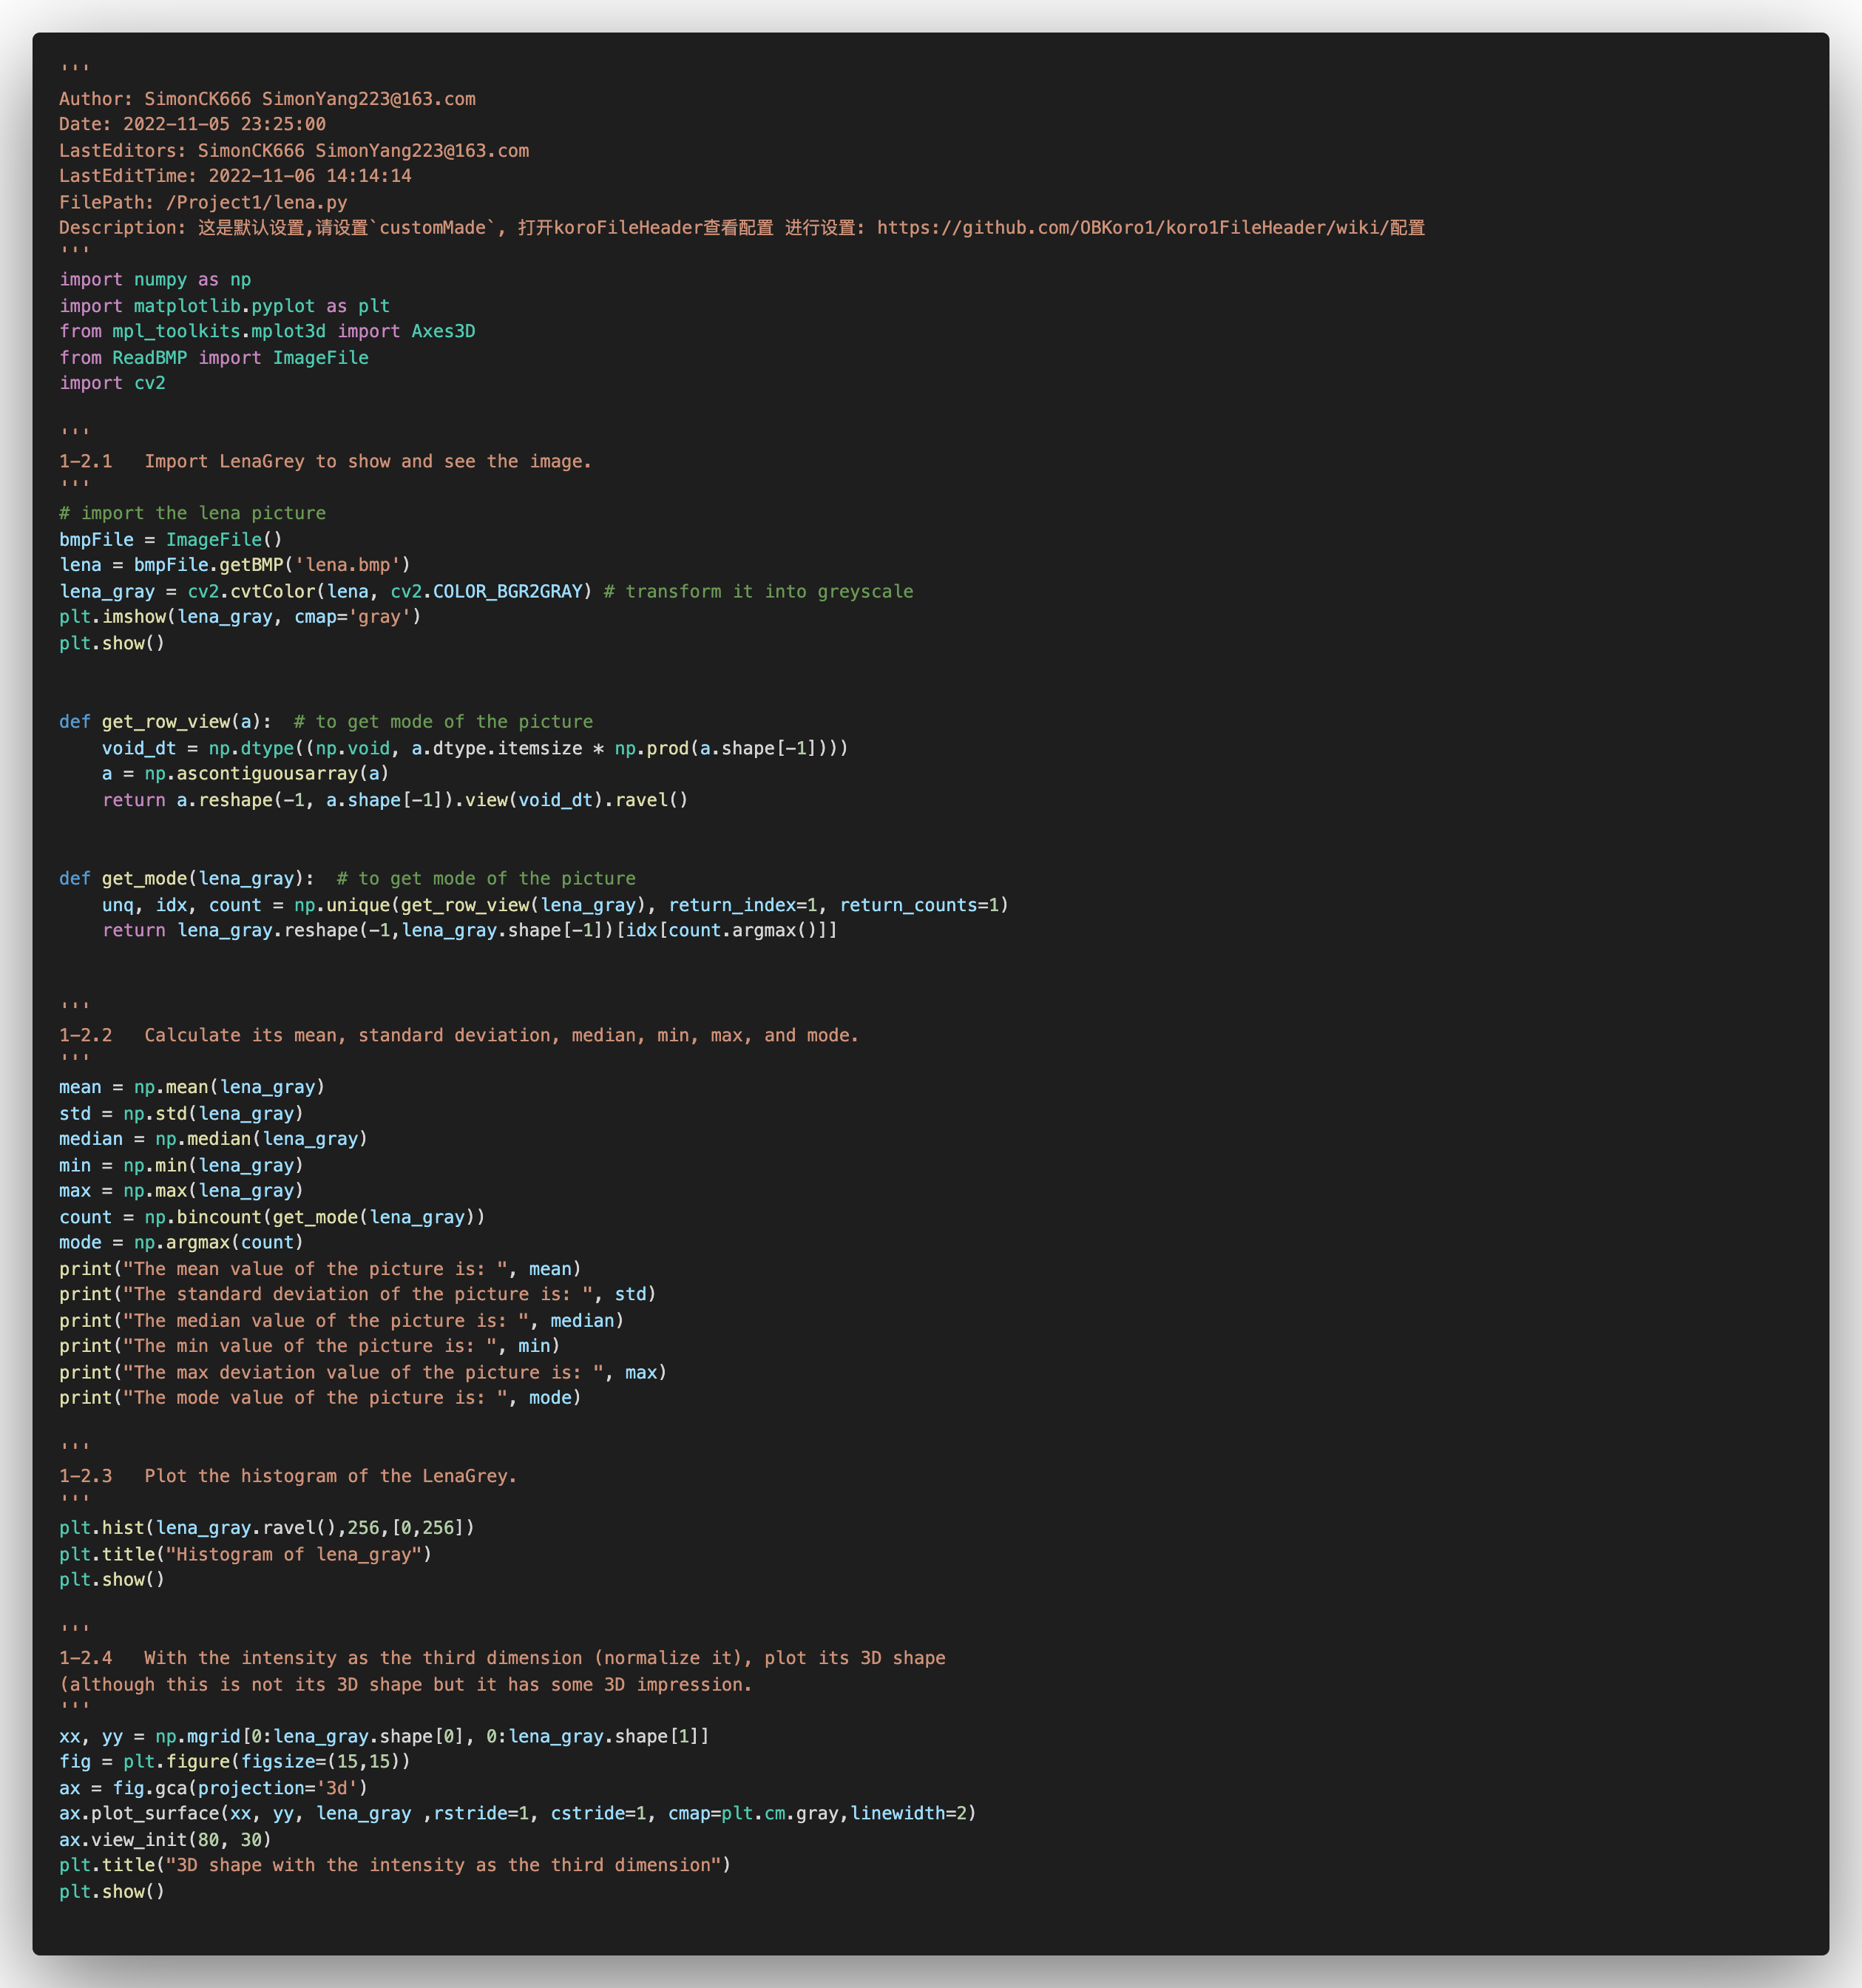 '''
Author: SimonCK666 SimonYang223@163.com
Date: 2022-11-05 23:25:00
LastEditors: SimonCK666 SimonYang223@163.com
LastEditTime: 2022-11-06 14:14:14
FilePath: /Project1/lena.py
Description: 这是默认设置,请设置`customMade`, 打开koroFileHeader查看配置 进行设置: https://github.com/OBKoro1/koro1FileHeader/wiki/配置
'''
import numpy as np
import matplotlib.pyplot as plt
from mpl_toolkits.mplot3d import Axes3D
from ReadBMP import ImageFile
import cv2

'''
1-2.1   Import LenaGrey to show and see the image.
'''
# import the lena picture
bmpFile = ImageFile()
lena = bmpFile.getBMP('lena.bmp')
lena_gray = cv2.cvtColor(lena, cv2.COLOR_BGR2GRAY) # transform it into greyscale
plt.imshow(lena_gray, cmap='gray')
plt.show()


def get_row_view(a):  # to get mode of the picture
    void_dt = np.dtype((np.void, a.dtype.itemsize * np.prod(a.shape[-1])))
    a = np.ascontiguousarray(a)
    return a.reshape(-1, a.shape[-1]).view(void_dt).ravel()


def get_mode(lena_gray):  # to get mode of the picture
    unq, idx, count = np.unique(get_row_view(lena_gray), return_index=1, return_counts=1)
    return lena_gray.reshape(-1,lena_gray.shape[-1])[idx[count.argmax()]]


'''
1-2.2   Calculate its mean, standard deviation, median, min, max, and mode.
'''
mean = np.mean(lena_gray)
std = np.std(lena_gray)
median = np.median(lena_gray)
min = np.min(lena_gray)
max = np.max(lena_gray)
count = np.bincount(get_mode(lena_gray))
mode = np.argmax(count)
print("The mean value of the picture is: ", mean)
print("The standard deviation of the picture is: ", std)
print("The median value of the picture is: ", median)
print("The min value of the picture is: ", min)
print("The max deviation value of the picture is: ", max)
print("The mode value of the picture is: ", mode)

'''
1-2.3   Plot the histogram of the LenaGrey.
'''
plt.hist(lena_gray.ravel(),256,[0,256])
plt.title("Histogram of lena_gray")
plt.show()

'''
1-2.4   With the intensity as the third dimension (normalize it), plot its 3D shape
(although this is not its 3D shape but it has some 3D impression.
'''
xx, yy = np.mgrid[0:lena_gray.shape[0], 0:lena_gray.shape[1]]
fig = plt.figure(figsize=(15,15))
ax = fig.gca(projection='3d')
ax.plot_surface(xx, yy, lena_gray ,rstride=1, cstride=1, cmap=plt.cm.gray,linewidth=2)
ax.view_init(80, 30)
plt.title("3D shape with the intensity as the third dimension")
plt.show()